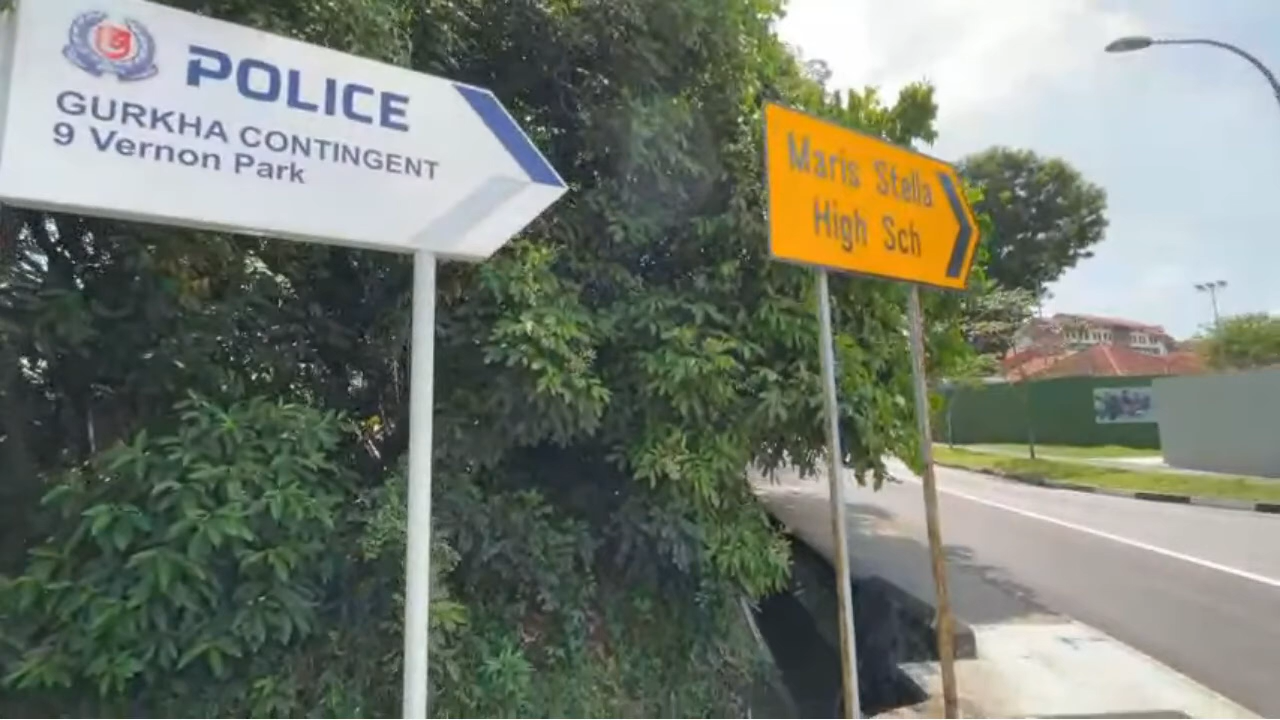 POLICE
GURKHA CONTINGENT
9 Vernon Park
Maris Stella
High Sch